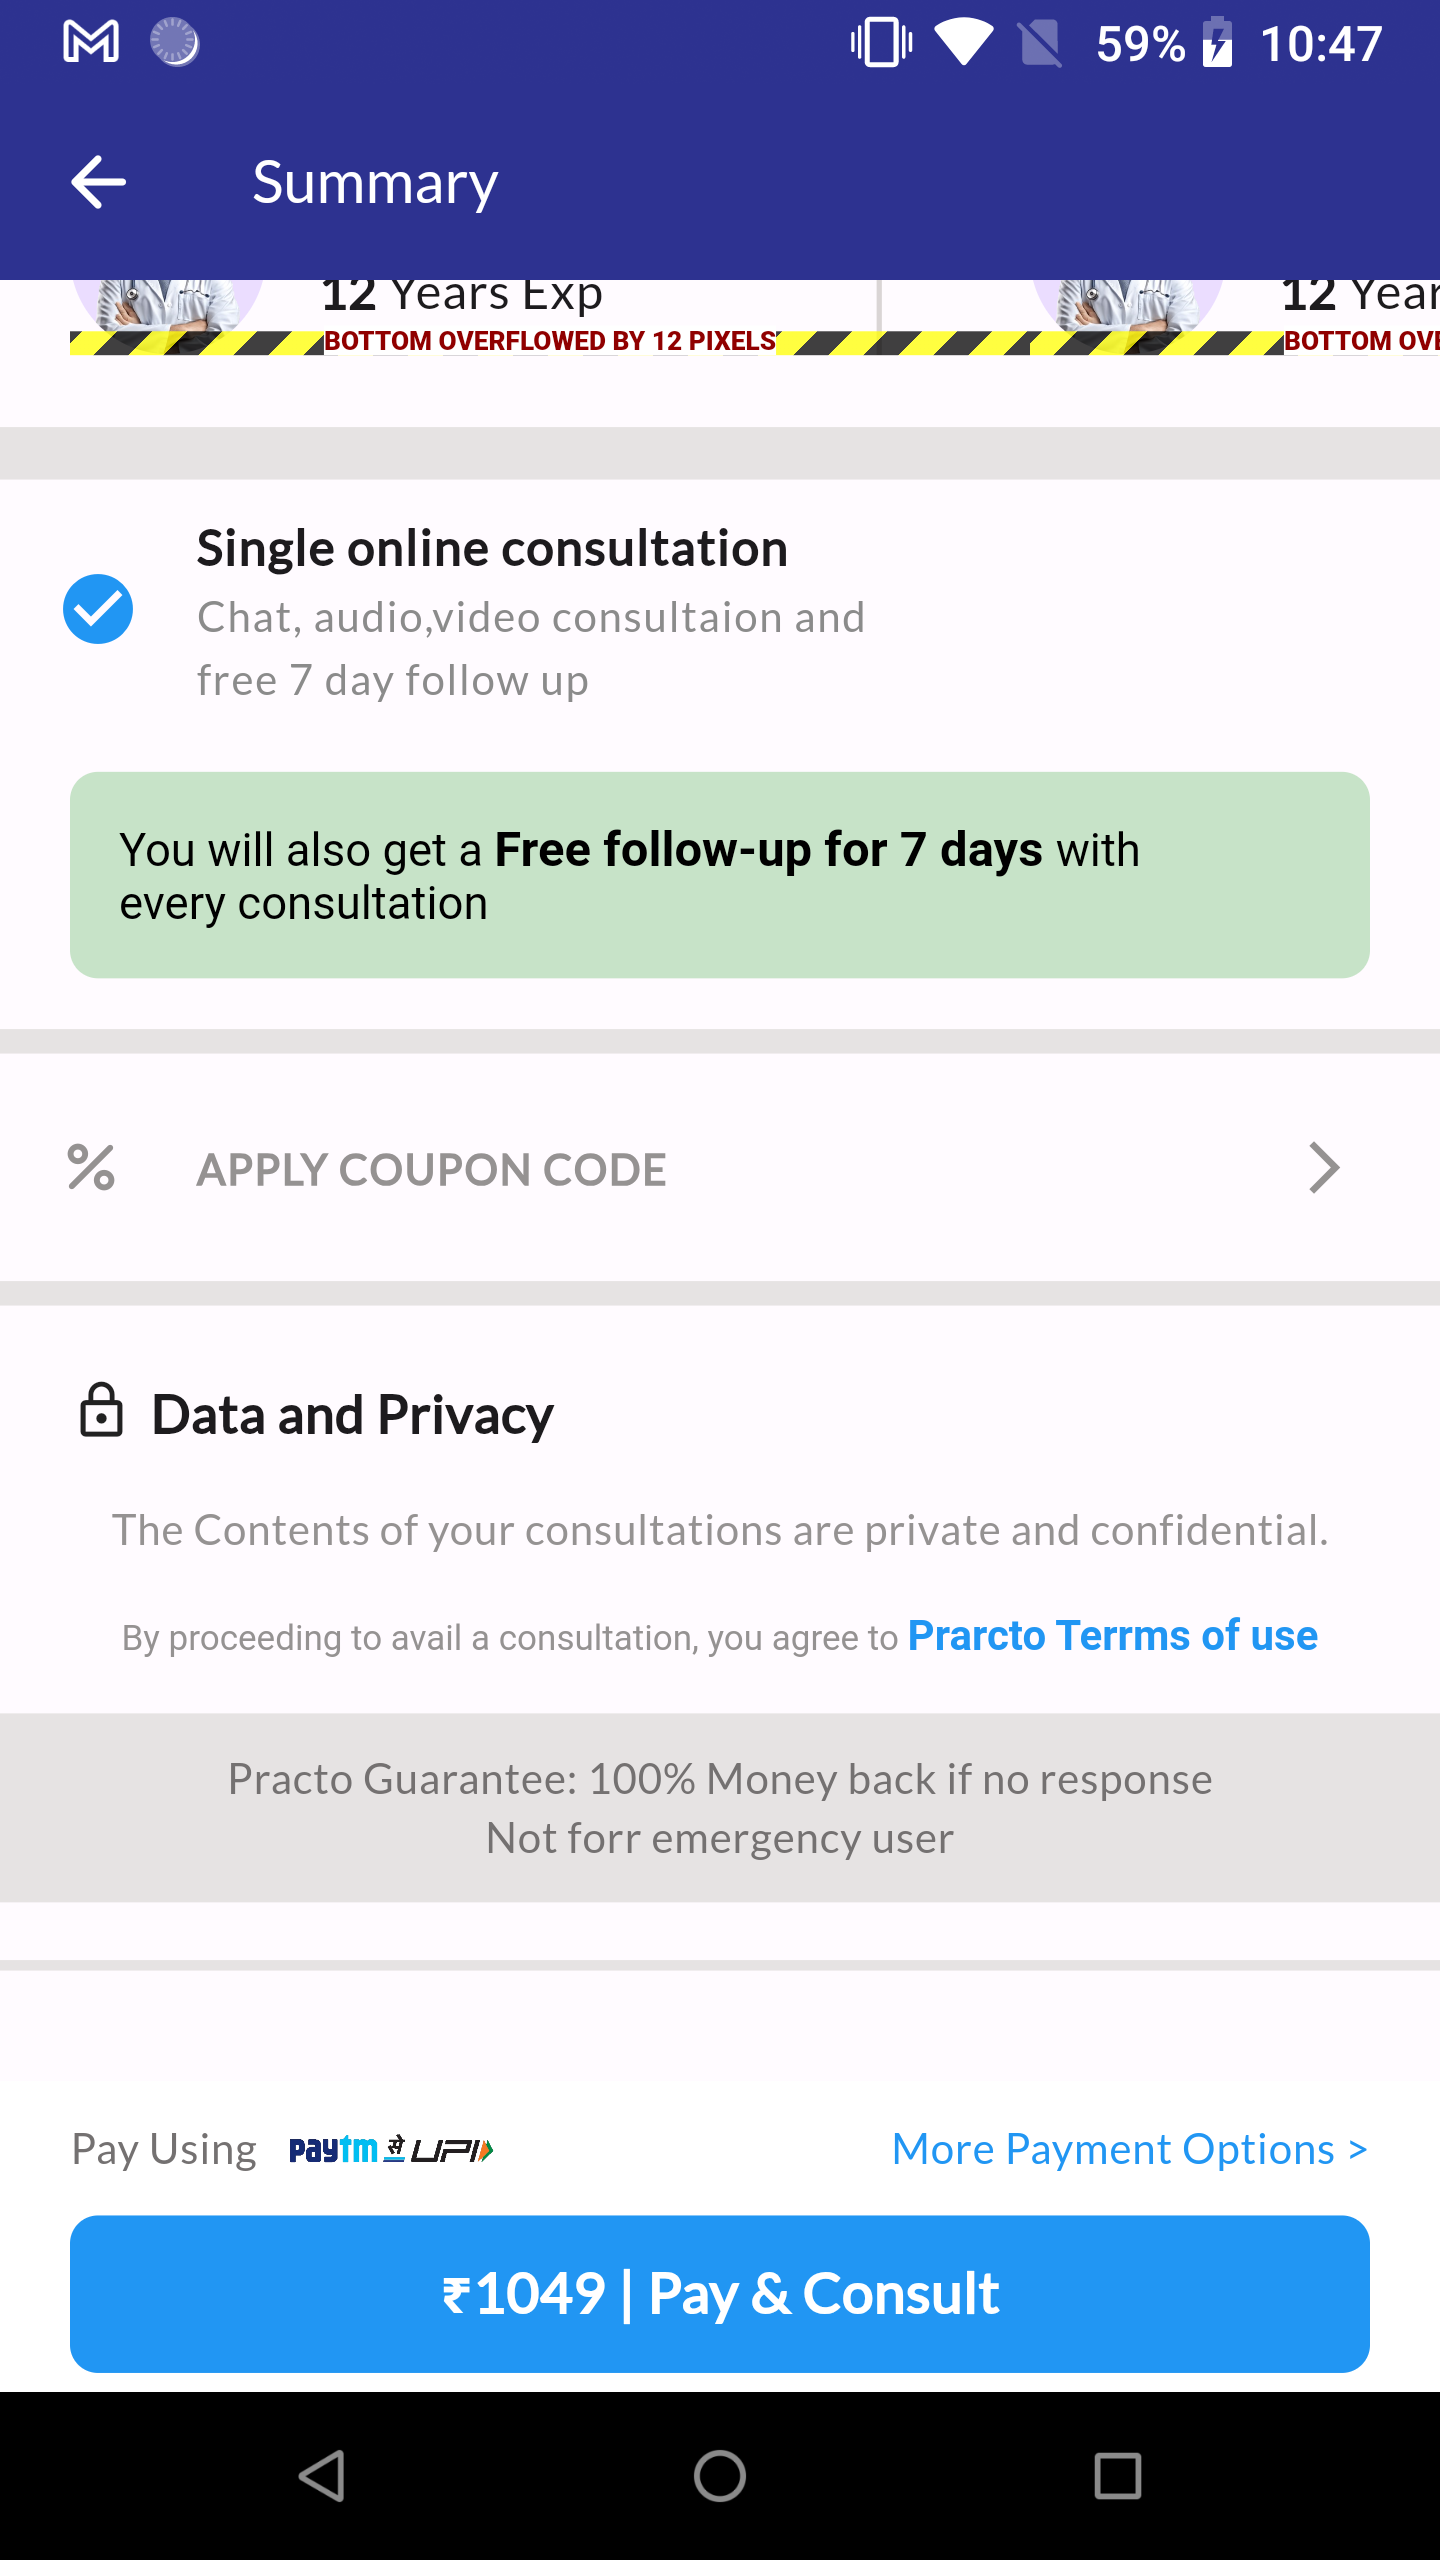 59% 10:47
Summary
12 Years Exp
12 Year
BOTTOM OVERFLOWED BY 12 PIXELS
BOTTOM OVE
Single online consultation
Chat, audio,video consultaion and
free 7 day follow up
You will also get a Free follow-up for 7 days with
every consultation
APPLY COUPON CODE
Data and Privacy
The Contents of your consultations are private and confidential.
By proceeding to avail a consultation, you agree to Prarcto Terrms of use
Practo Guarantee: 100% Money back if no response
Not forr emergency user
Pay Using paytm से UPI
More Payment Options >
₹1049 | Pay & Consult